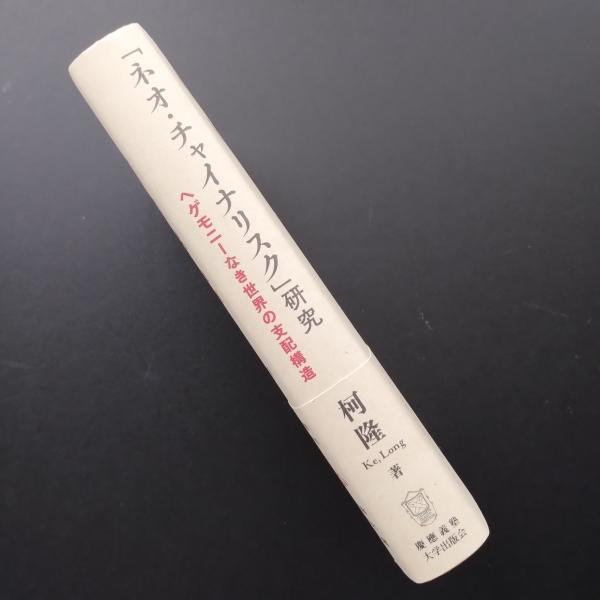 「ネオ・チャイナリスク」研究
ヘゲモニーなき世界の支配構造
柯隆
Ke, Long
著
慶應義塾
大学出版会